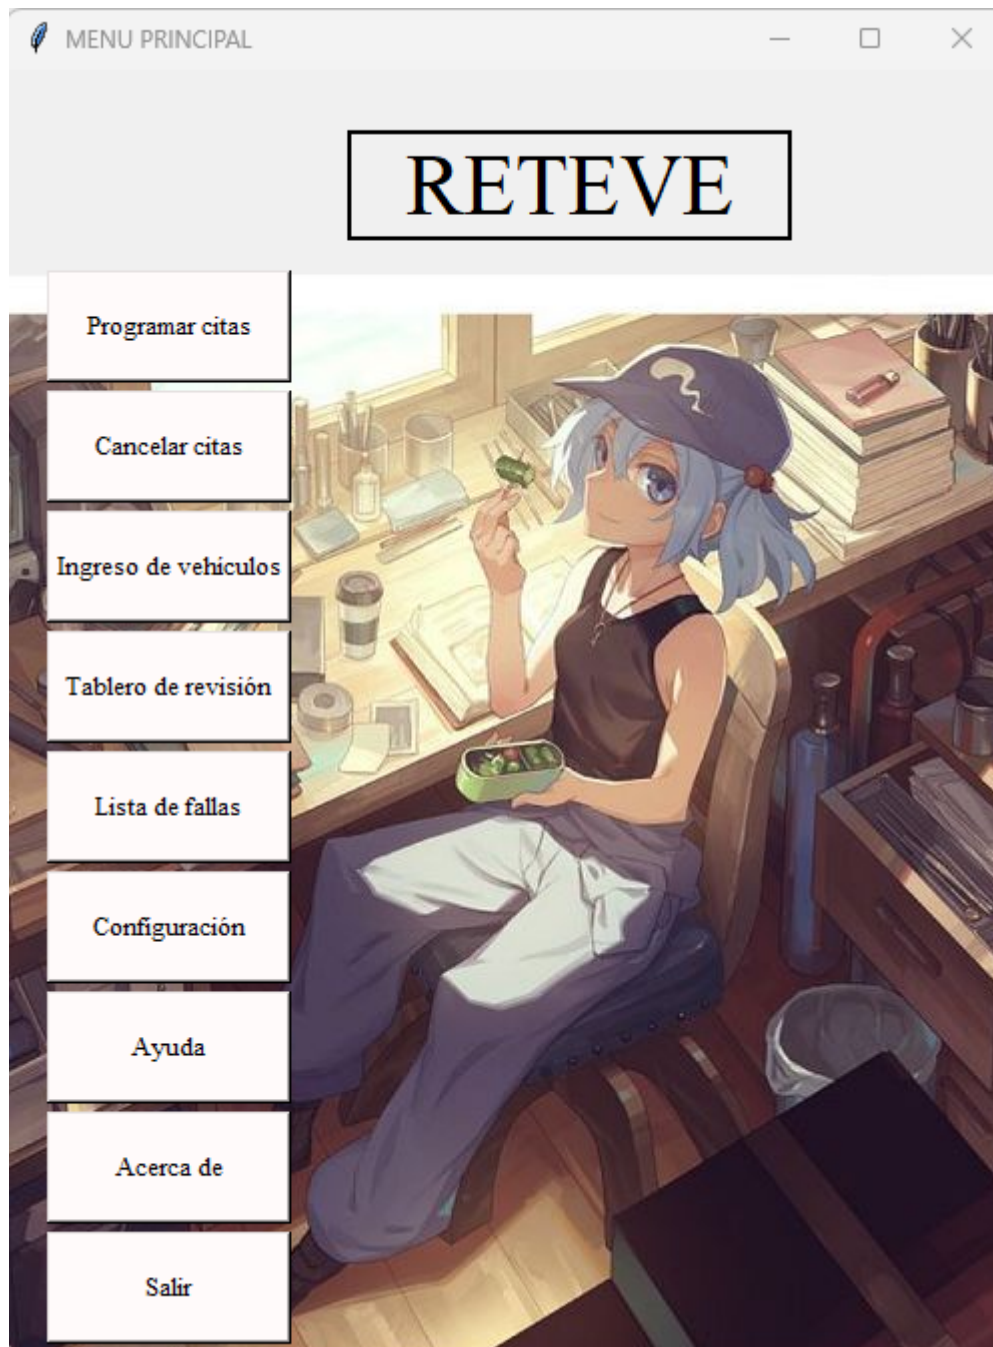 MENU PRINCIPAL
RETEVE
Programar citas
Cancelar citas
Ingreso de vehículos
Tablero de revisión
Lista de fallas
Configuración
Ayuda
Acerca de
Salir